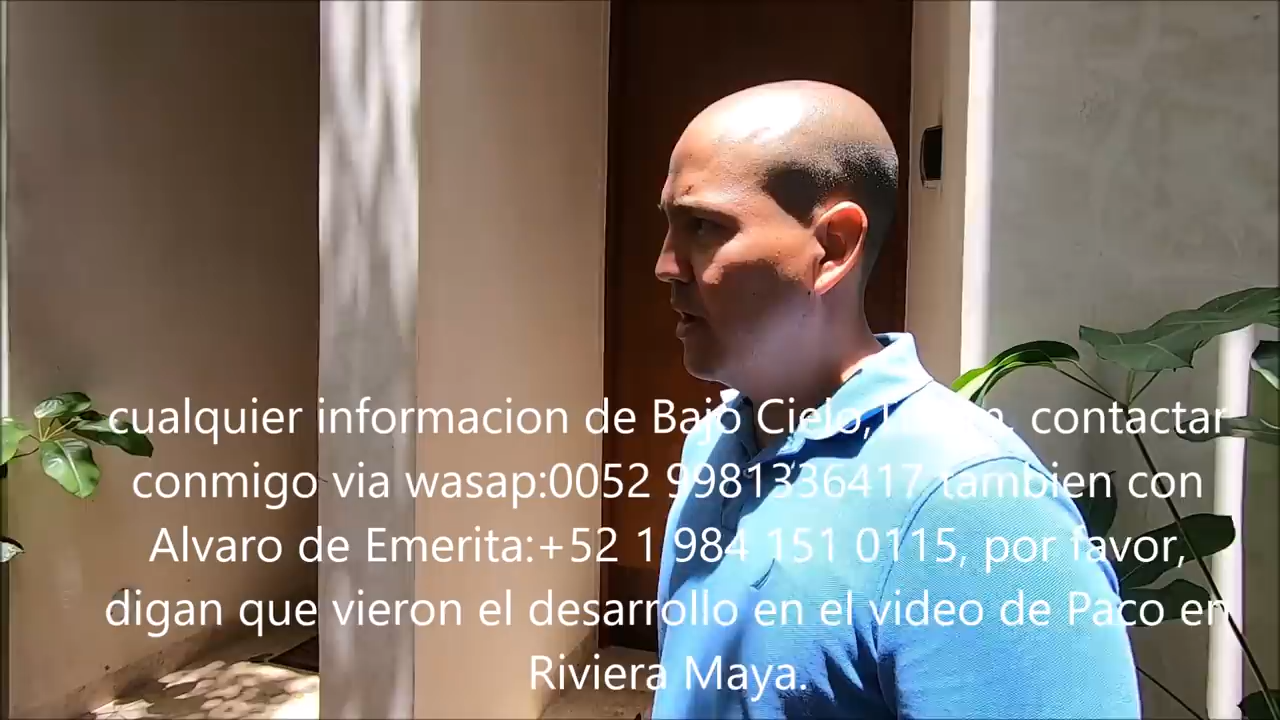 cualquier informacion de Bajo Cielo, contactar
conmigo via wasap:0052 9981336417 tambien con
Alvaro de Emerita:+52 1 984 151 0115, por favor,
digan que vieron el desarrollo en el video de Paco en
Riviera Maya.